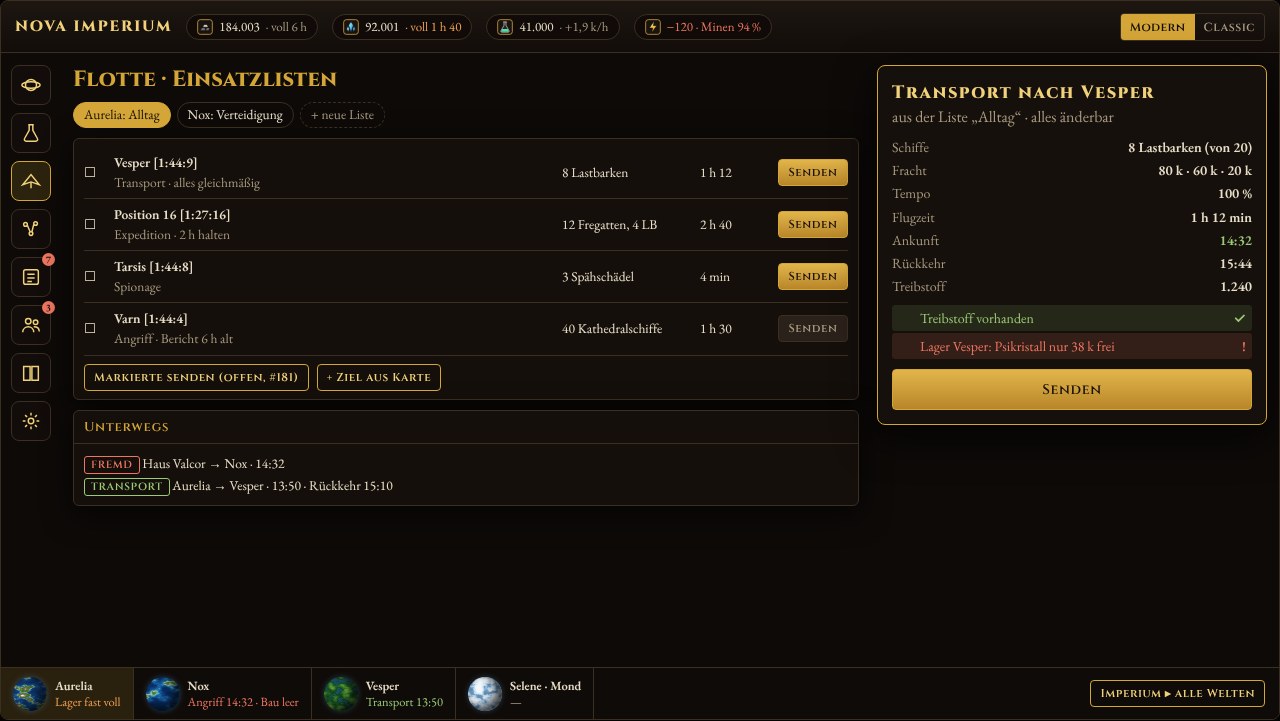 NOVA IMPERIUM
184.003 · voll 6 h
92.001 · voll 1 h 40
41.000 · +1,9 k/h
−120 · Minen 94 %
Modern
Classic
Flotte · Einsatzlisten
Aurelia: Alltag
Nox: Verteidigung
+ neue Liste
Vesper [1:44:9]
Transport · alles gleichmäßig
8 Lastbarken
1 h 12
Senden
Position 16 [1:27:16]
Expedition · 2 h halten
12 Fregatten, 4 LB
2 h 40
Senden
Tarsis [1:44:8]
Spionage
3 Spähschädel
4 min
Senden
Varn [1:44:4]
Angriff · Bericht 6 h alt
40 Kathedralschiffe
1 h 30
Senden
Markierte senden (offen, #181)
+ Ziel aus Karte
Unterwegs
FREMD Haus Valcor → Nox · 14:32
TRANSPORT Aurelia → Vesper · 13:50 · Rückkehr 15:10
Transport nach Vesper
aus der Liste „Alltag“ · alles änderbar
Schiffe 8 Lastbarken (von 20)
Fracht 80 k · 60 k · 20 k
Tempo 100 %
Flugzeit 1 h 12 min
Ankunft 14:32
Rückkehr 15:44
Treibstoff 1.240
Treibstoff vorhanden ✓
Lager Vesper: Psikristall nur 38 k frei !
Senden
7
3
Aurelia
Lager fast voll
Nox
Angriff 14:32 · Bau leer
Vesper
Transport 13:50
Selene · Mond
—
Imperium ▸ alle Welten